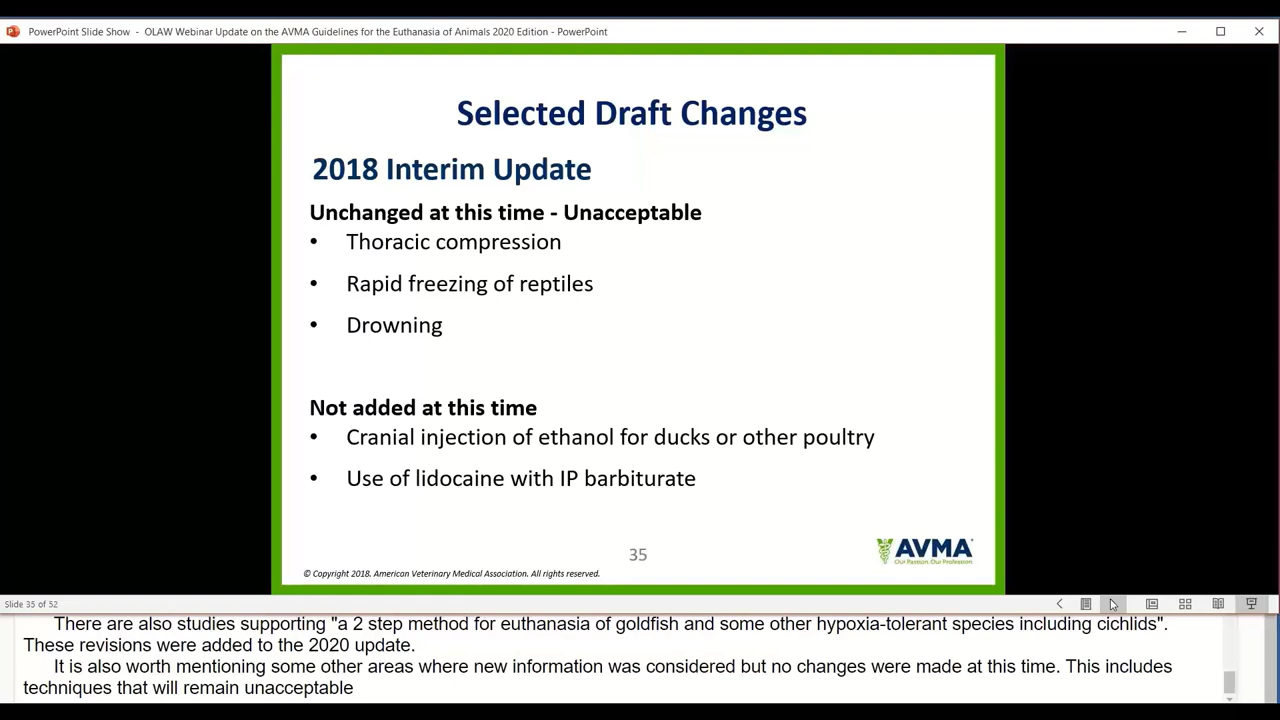 PowerPoint Slide Show - OLAW Webinar Update on the AVMA Guidelines for the Euthanasia of Animals 2020 Edition - PowerPoint
Selected Draft Changes
2018 Interim Update
Unchanged at this time - Unacceptable
• Thoracic compression
• Rapid freezing of reptiles
• Drowning
Not added at this time
• Cranial injection of ethanol for ducks or other poultry
• Use of lidocaine with IP barbiturate
35
AVMA
Our Passion. Our Profession.
© Copyright 2018. American Veterinary Medical Association. All rights reserved.
Slide 35 of 52
There are also studies supporting "a 2 step method for euthanasia of goldfish and some other hypoxia-tolerant species including cichlids".
These revisions were added to the 2020 update.
It is also worth mentioning some other areas where new information was considered but no changes were made at this time. This includes
techniques that will remain unacceptable